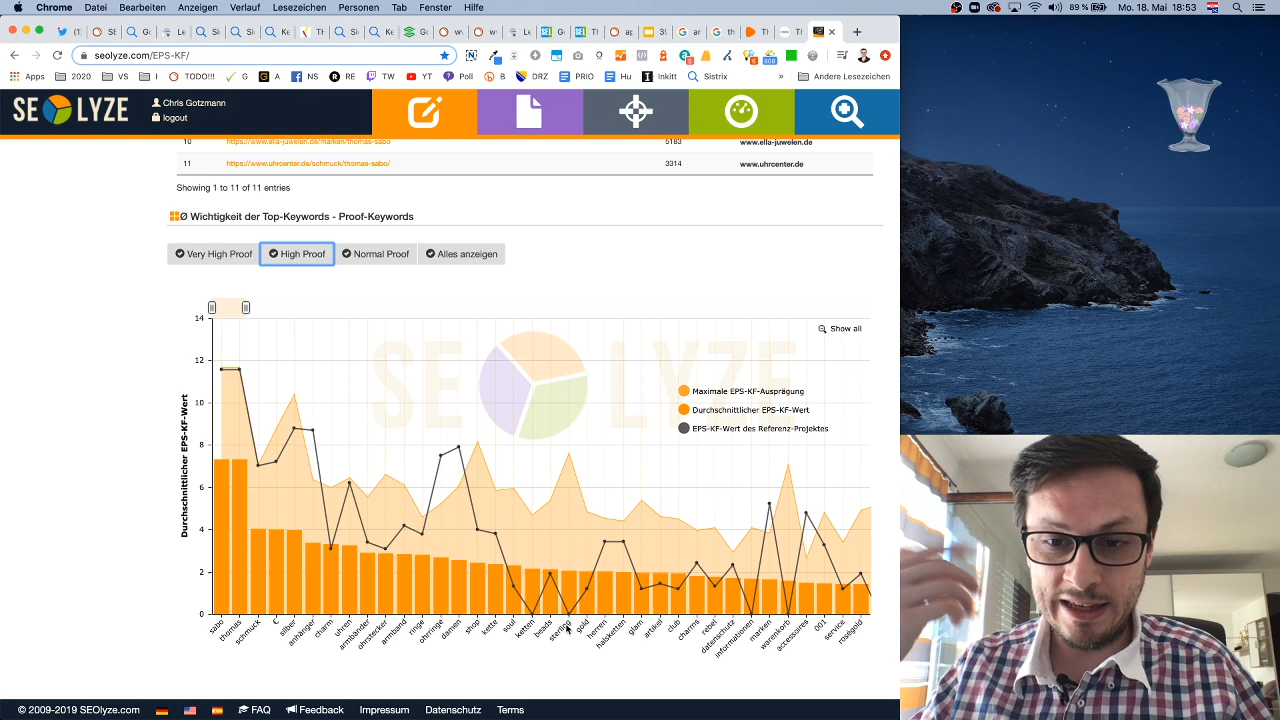 Chrome Datei Bearbeiten Anzeigen Verlauf Lesezeichen Personen Tab Fenster Hilfe 89 % Mo. 18. Mai 18:53
seolyze.com/EPS-KF/
Apps 2020 VS I TODO!!! G A NS RE TW YT Poll B DRZ PRIO Hu Inkitt Sistrix » Andere Lesezeichen
SEOLYZE Chris Gotzmann
logout
10 https://www.ella-juwelen.de/marken/thomas-sabo 5183 www.ella-juwelen.de
11 https://www.uhrcenter.de/schmuck/thomas-sabo/ 3314 www.uhrcenter.de
Showing 1 to 11 of 11 entries
Ø Wichtigkeit der Top-Keywords - Proof-Keywords
Very High Proof High Proof Normal Proof Alles anzeigen
Show all
SEOLYZE
Maximale EPS-KF-Ausprägung
Durchschnittlicher EPS-KF-Wert
EPS-KF-Wert des Referenz-Projektes
Durchschnittlicher EPS-KF-Wert
14
12
10
8
6
4
2
0
sabo thomas schmuck € silber anhänger charm uhren anhänger ohrstecker armband ringe ohrringe damen shop kette soul ketten beads sterling gold herren halsketten glam artikel club charms rebel datenschutz informationen marken warenkorb accessoires 001 service roségold
© 2009-2019 SEOlyze.com FAQ Feedback Impressum Datenschutz Terms